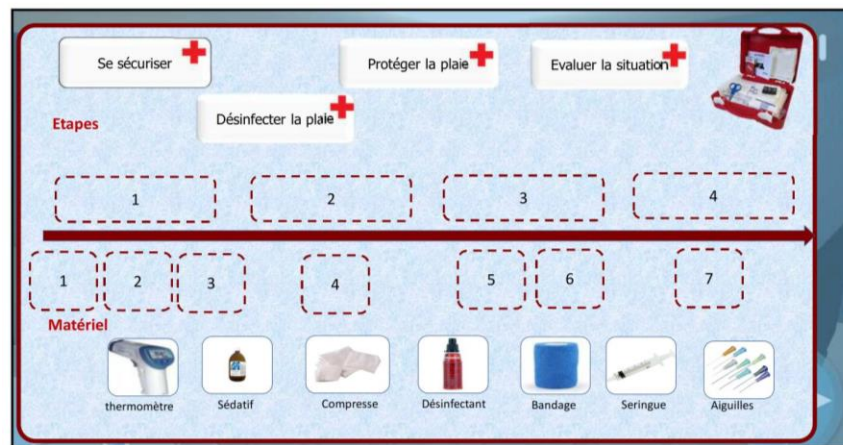 Se sécuriser
Protéger la plaie
Evaluer la situation
Désinfecter la plaie
Etapes
1 2 3 4
1 2 3 4 5 6 7
Matériel
thermomètre Sédatif Compresse Désinfectant Bandage Seringue Aiguilles